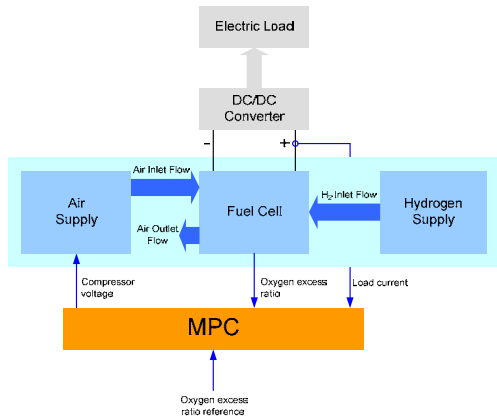 Electric Load
DC/DC
Converter
-
+
Air Inlet Flow
Air
Supply
Fuel Cell
H2-Inlet Flow
Hydrogen
Supply
Air Outlet
Flow
Compressor
voltage
Oxygen excess
ratio
Load current
MPC
Oxygen excess
ratio reference